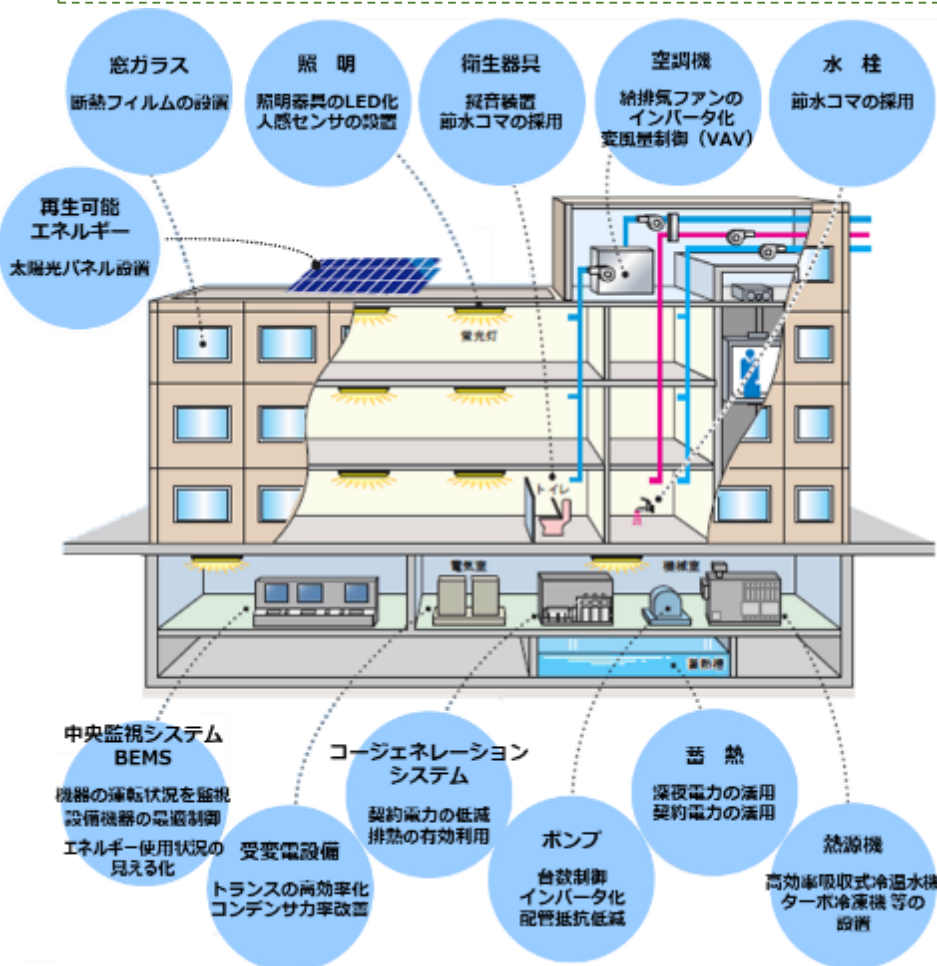 窓ガラス
断熱フィルムの設置
照　明
照明器具のLED化
人感センサの設置
衛生器具
擬音装置
節水コマの採用
空調機
給排気ファンの
インバータ化
変風量制御（VAV）
水　栓
節水コマの採用
再生可能
エネルギー
太陽光パネル設置
蛍光灯
トイレ
電気室
機械室
蓄熱槽
中央監視システム
BEMS
機器の運転状況を監視
設備機器の最適制御
エネルギー使用状況の
見える化
受変電設備
トランスの高効率化
コンデンサ力率改善
コージェネレーション
システム
契約電力の低減
排熱の有効利用
ポンプ
台数制御
インバータ化
配管抵抗低減
蓄　熱
深夜電力の活用
契約電力の活用
熱源機
高効率吸収式冷温水機
ターボ冷凍機 等の
設置